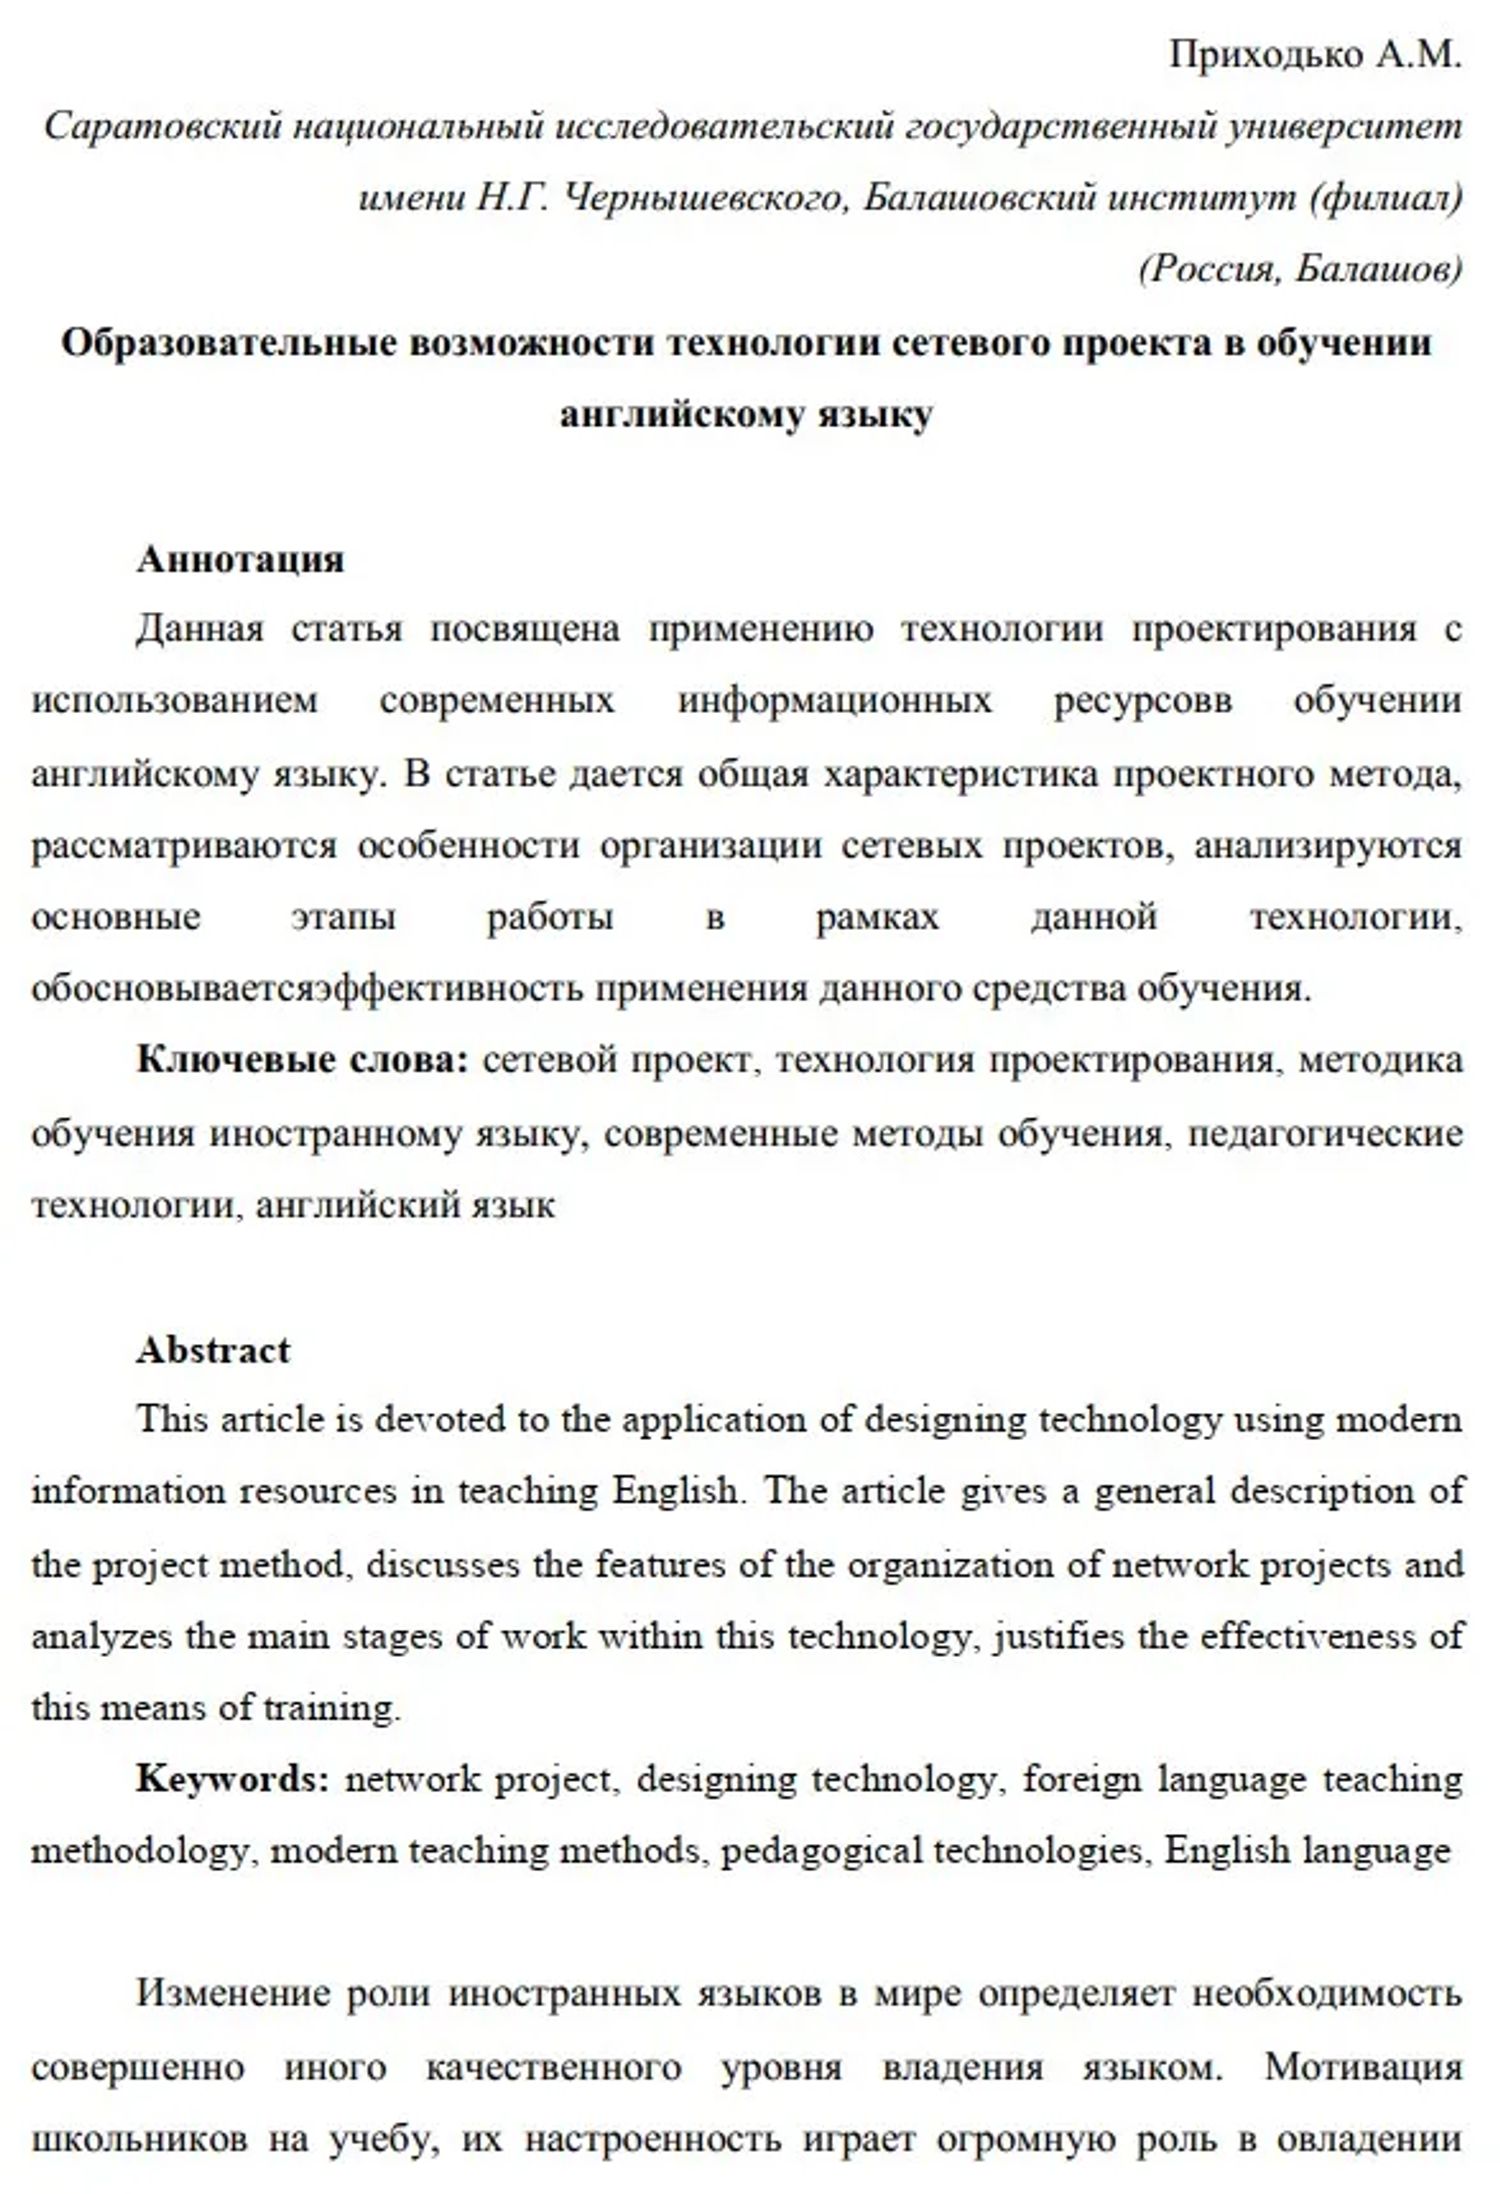 Приходько А.М.
Саратовский национальный исследовательский государственный университет
имени Н.Г. Чернышевского, Балашовский институт (филиал)
(Россия, Балашов)
Образовательные возможности технологии сетевого проекта в обучении
английскому языку
Аннотация
Данная статья посвящена применению технологии проектирования с
использованием современных информационных ресурсовв обучении
английскому языку. В статье дается общая характеристика проектного метода,
рассматриваются особенности организации сетевых проектов, анализируются
основные этапы работы в рамках данной технологии,
обосновываетсяэффективность применения данного средства обучения.
Ключевые слова: сетевой проект, технология проектирования, методика
обучения иностранному языку, современные методы обучения, педагогические
технологии, английский язык
Abstract
This article is devoted to the application of designing technology using modern
information resources in teaching English. The article gives a general description of
the project method, discusses the features of the organization of network projects and
analyzes the main stages of work within this technology, justifies the effectiveness of
this means of training.
Keywords: network project, designing technology, foreign language teaching
methodology, modern teaching methods, pedagogical technologies, English language
Изменение роли иностранных языков в мире определяет необходимость
совершенно иного качественного уровня владения языком. Мотивация
школьников на учебу, их настроенность играет огромную роль в овладении